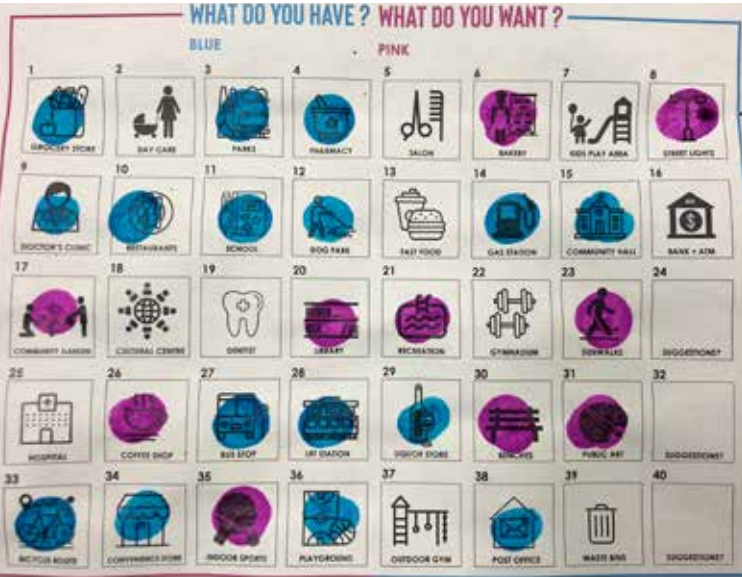 WHAT DO YOU HAVE ? WHAT DO YOU WANT ?
BLUE PINK
1 2 3 4 5 6 7 8
GROCERY STORE DAY CARE PARKS PHARMACY SALON BAKERY KIDS PLAY AREA STREET LIGHTS
9 10 11 12 13 14 15 16
DOCTOR'S CLINIC RESTAURANTS SCHOOL DOG PARK FAST FOOD GAS STATION COMMUNITY HALL BANK + ATM
17 18 19 20 21 22 23 24
COMMUNITY GARDEN CULTURAL CENTRE DENTIST LIBRARY RECREATION GYMNASIUM SIDEWALKS SUGGESTIONS?
25 26 27 28 29 30 31 32
HOSPITAL COFFEE SHOP BUS STOP LRT STATION LIQUOR STORE BENCHES PUBLIC ART SUGGESTIONS?
33 34 35 36 37 38 39 40
BICYCLE ROUTE CONVENIENCE STORE INDOOR SPORTS PLAYGROUND OUTDOOR GYM POST OFFICE WASTE BINS SUGGESTIONS?